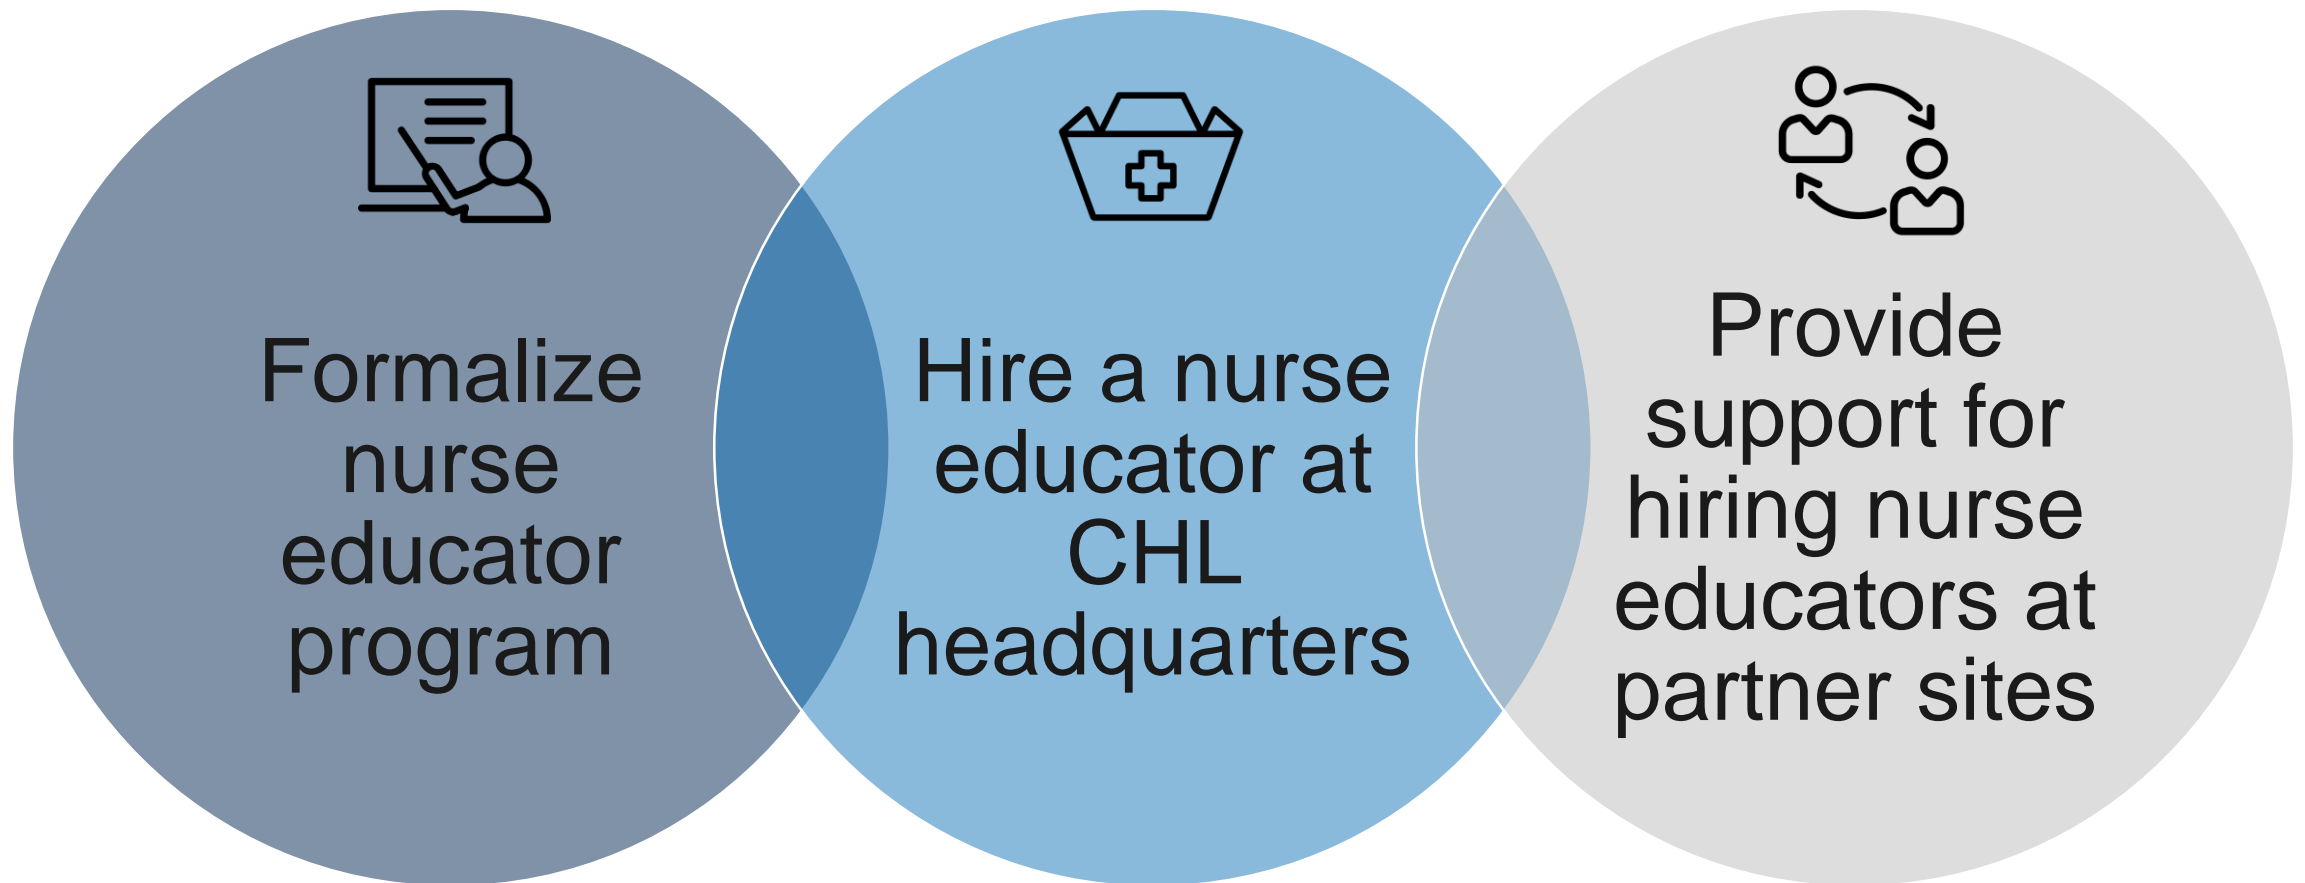 Formalize
nurse
educator
program
Hire a nurse
educator at
CHL
headquarters
Provide
support for
hiring nurse
educators at
partner sites